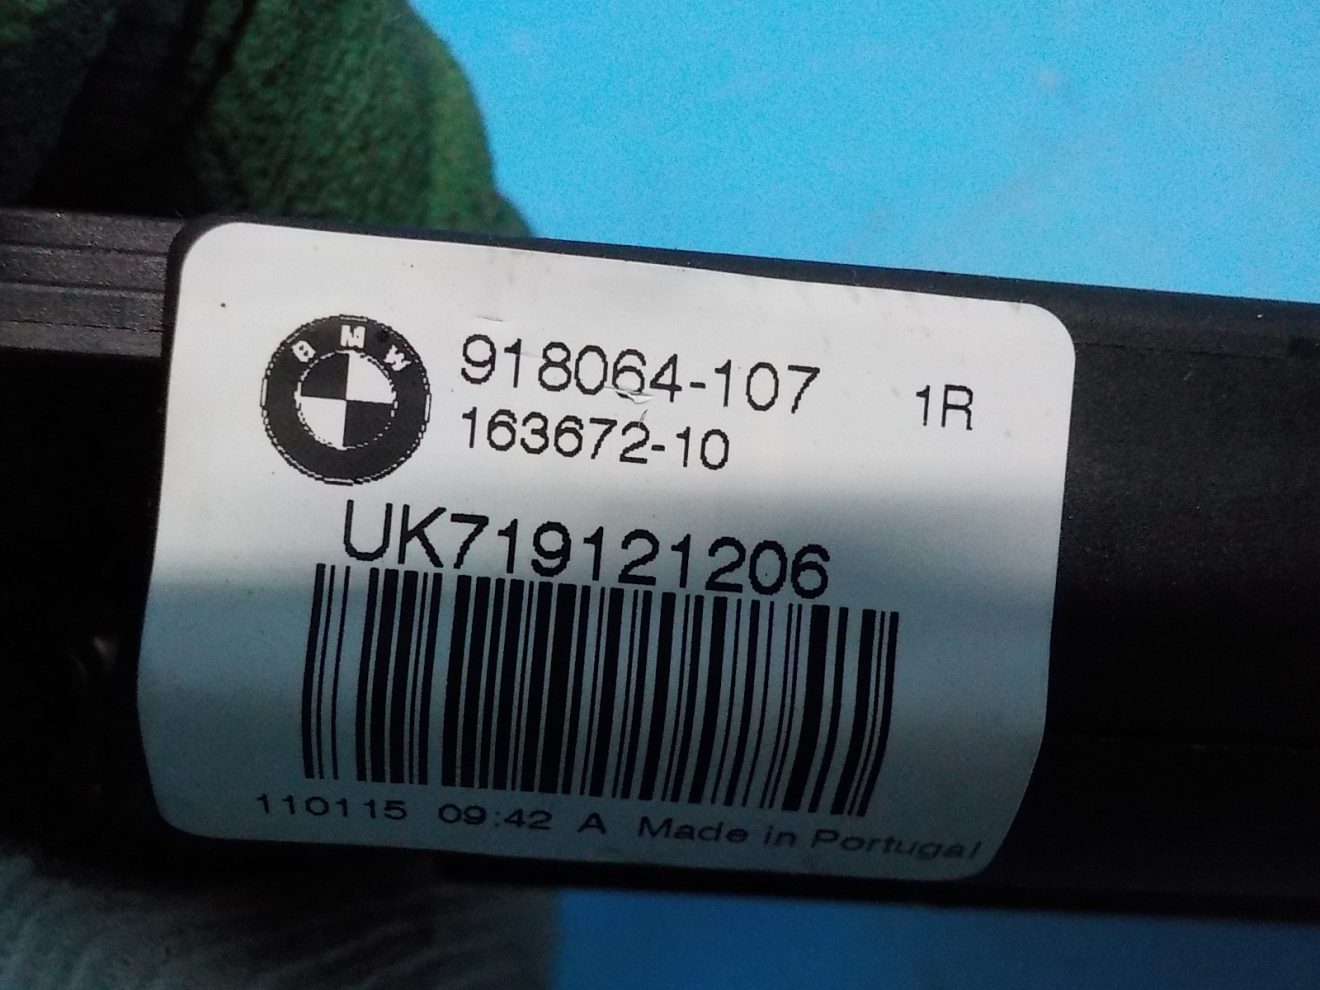 BMW
918064-107 1R
163672-10
UK719121206
110115 09:42 A Made in Portugal